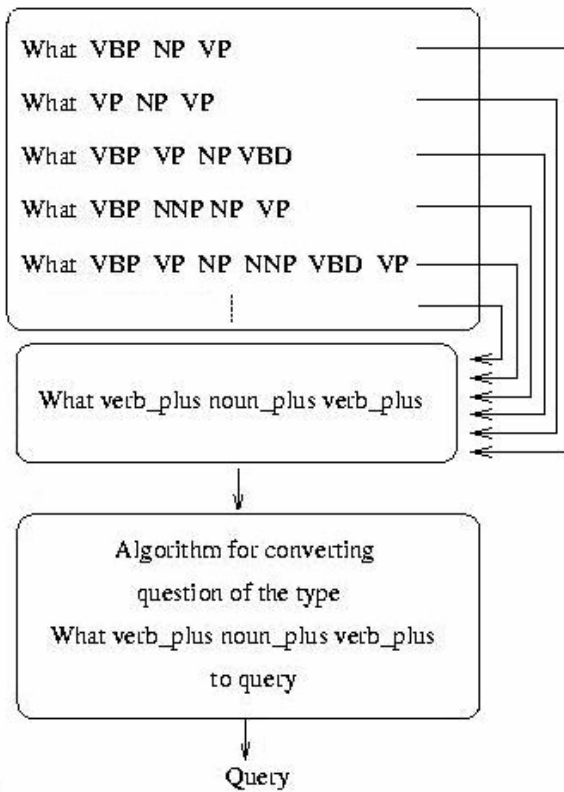 What VBP NP VP
What VP NP VP
What VBP VP NP VBD
What VBP NNP NP VP
What VBP VP NP NNP VBD VP
What verb_plus noun_plus verb_plus
Algorithm for converting
question of the type
What verb_plus noun_plus verb_plus
to query
Query